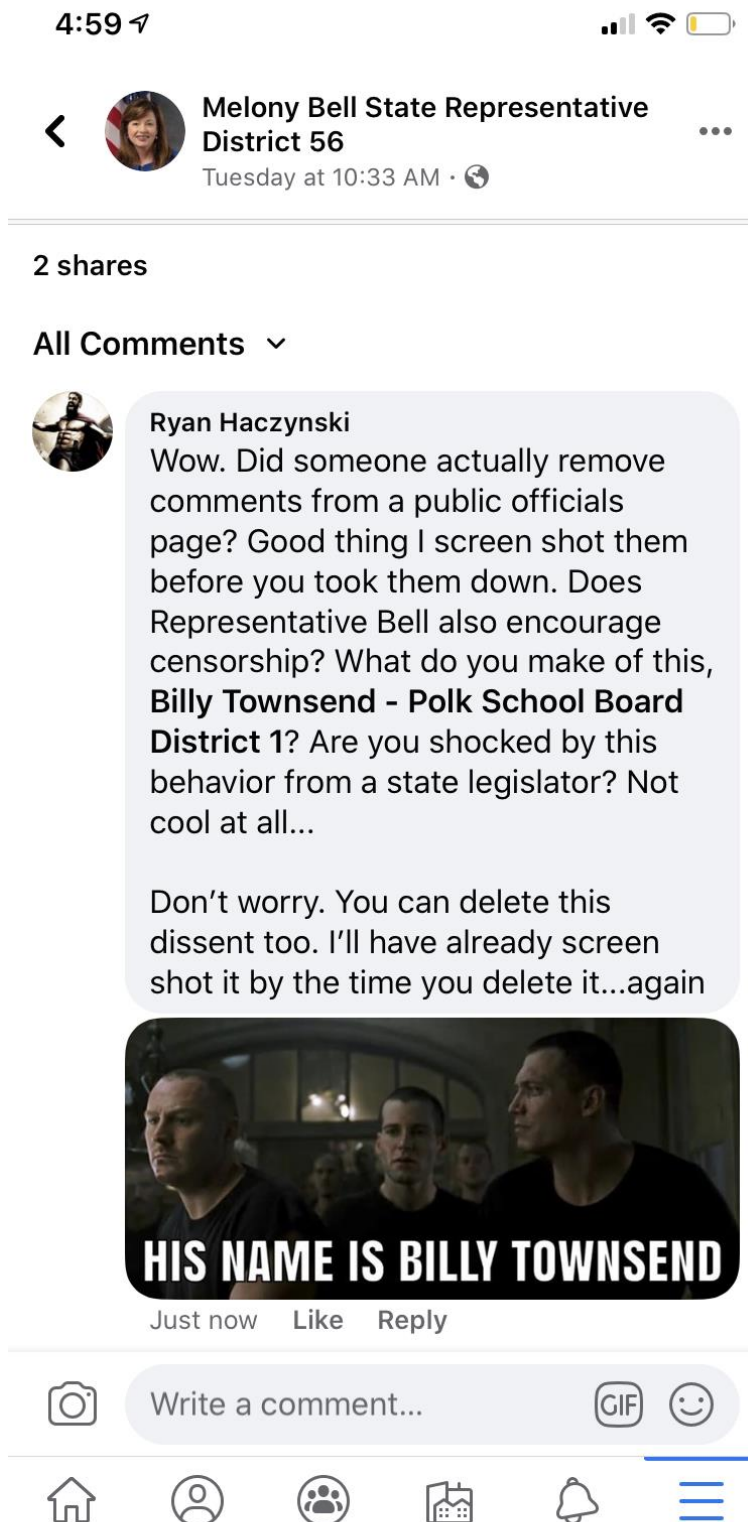 4:59
Melony Bell State Representative
District 56
Tuesday at 10:33 AM ·
2 shares
All Comments
Ryan Haczynski
Wow. Did someone actually remove
comments from a public officials
page? Good thing I screen shot them
before you took them down. Does
Representative Bell also encourage
censorship? What do you make of this,
Billy Townsend - Polk School Board
District 1? Are you shocked by this
behavior from a state legislator? Not
cool at all...
Don’t worry. You can delete this
dissent too. I’ll have already screen
shot it by the time you delete it...again
HIS NAME IS BILLY TOWNSEND
Just now Like Reply
Write a comment...
GIF